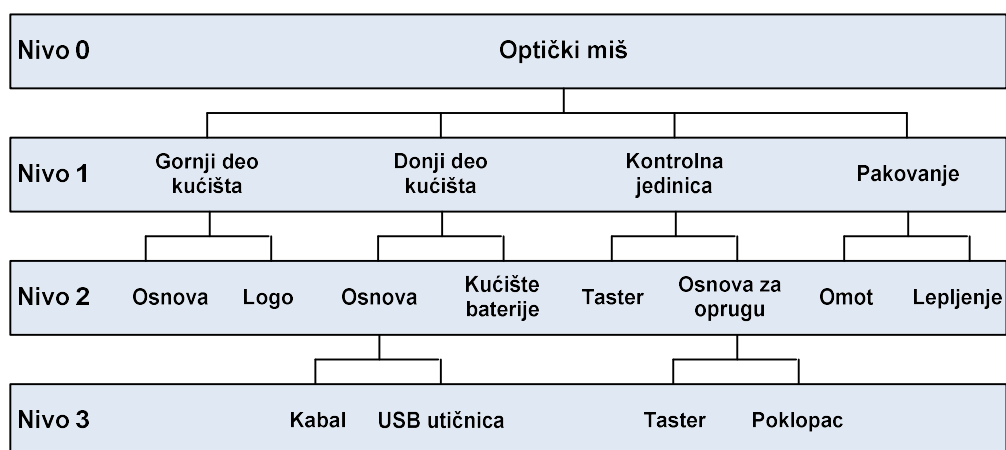 Nivo 0
Optički miš
Nivo 1
Gornji deo
kućišta
Donji deo
kućišta
Kontrolna
jedinica
Pakovanje
Nivo 2
Osnova
Logo
Osnova
Kućište
baterije
Taster
Osnova za
oprugu
Omot
Lepljenje
Nivo 3
Kabal
USB utičnica
Taster
Poklopac